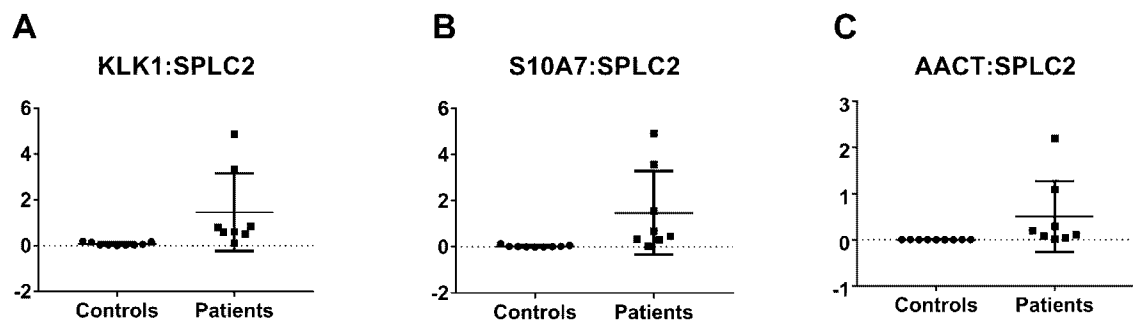 A
B
C
KLK1:SPLC2
S10A7:SPLC2
AACT:SPLC2
6
4
2
0
-2
Controls
Patients
6
4
2
0
-2
Controls
Patients
3
2
1
0
-1
Controls
Patients